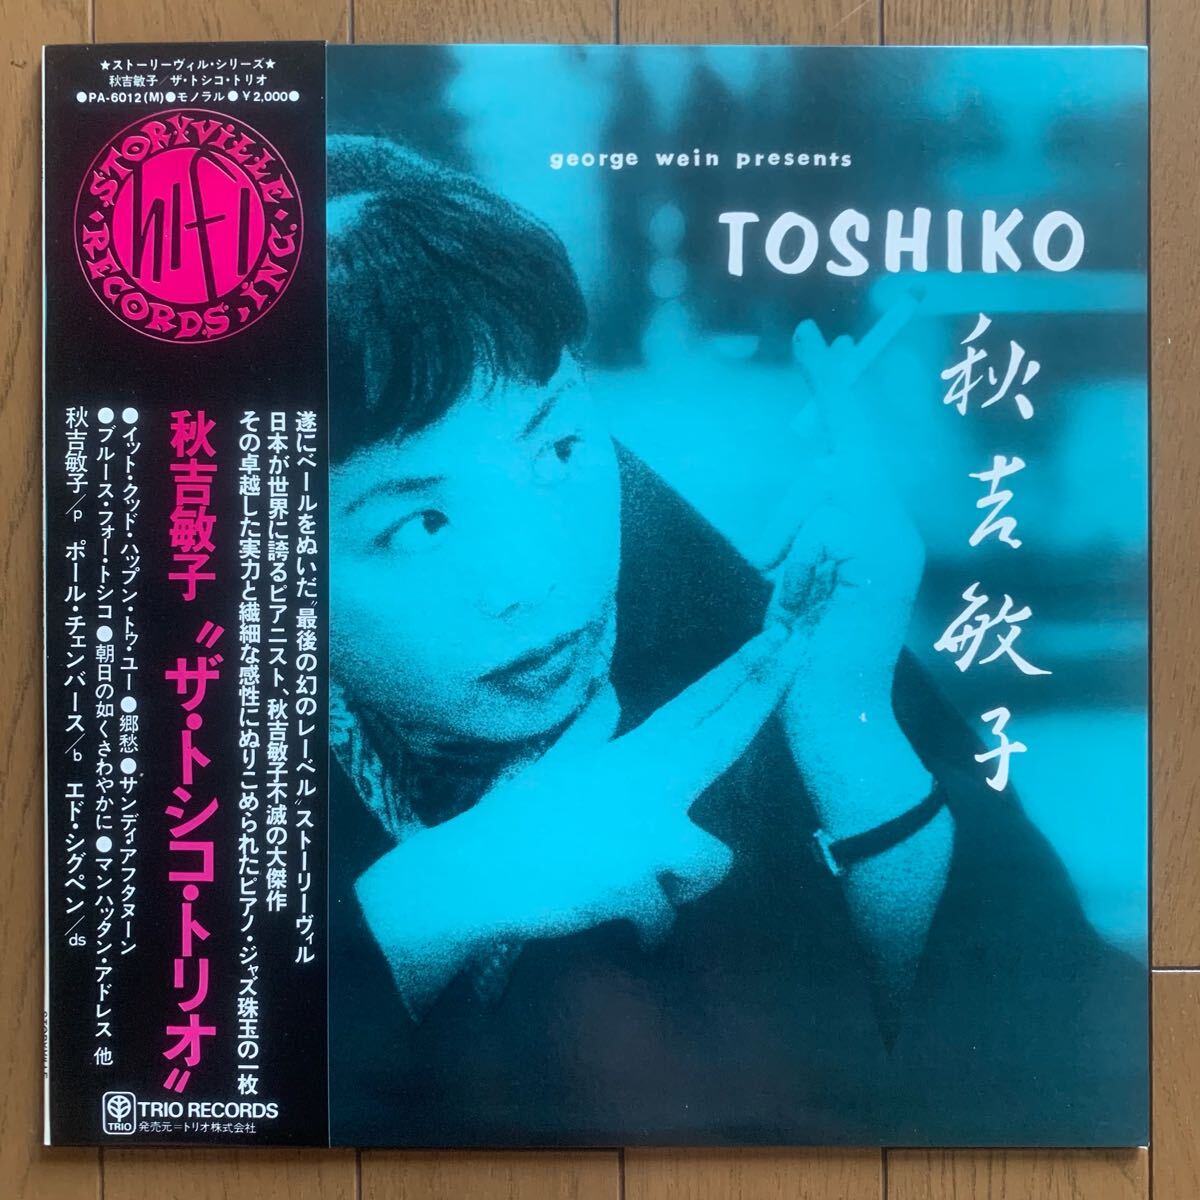 ★ストーリーヴィル・シリーズ★
秋吉敏子/ザ・トシコ・トリオ
●PA-6012(M)●モノラル●¥2,000●
STORYVILLE RECORDS, INC.
hifi
遂にベールをぬいだ“最後の幻のレーベル”ストーリーヴィル
日本が世界に誇るピアニスト、秋吉敏子不滅の大傑作
その卓越した実力と繊細な感性にぬりこめられたピアノ・ジャズ珠玉の一枚
秋吉敏子“ザ・トシコ・トリオ”
●イット・クッド・ハップン・トゥ・ユー●郷愁●サンディ・アフタヌーン
●ブルース・フォー・トシコ●朝日の如くさわやかに●マンハッタン・アドレス 他
秋吉敏子/p ポール・チェンバース/b エド・シグペン/ds
TRIO
TRIO RECORDS
発売元=トリオ株式会社
STORYVILLE
george wein presents
TOSHIKO
秋吉敏子